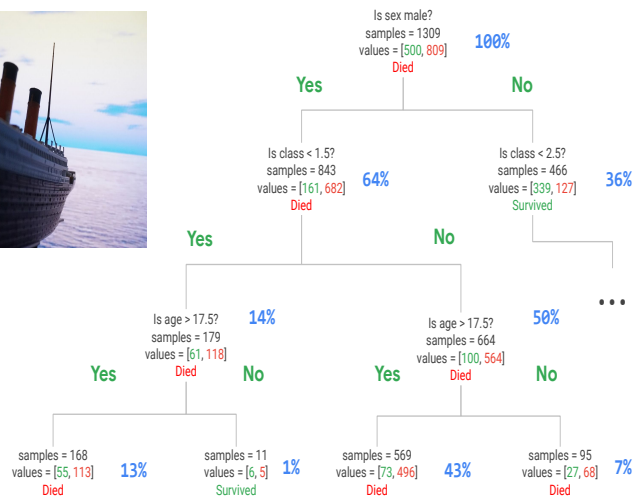 Is sex male?
samples = 1309
values = [500, 809]
Died
100%
Yes
No
Is class < 1.5?
samples = 843
values = [161, 682]
Died
64%
Is class < 2.5?
samples = 466
values = [339, 127]
Survived
36%
Yes
No
...
Is age > 17.5?
samples = 179
values = [61, 118]
Died
14%
Is age > 17.5?
samples = 664
values = [100, 564]
Died
50%
Yes
No
Yes
No
samples = 168
values = [55, 113]
Died
13%
samples = 11
values = [6, 5]
Survived
1%
samples = 569
values = [73, 496]
Died
43%
samples = 95
values = [27, 68]
Died
7%